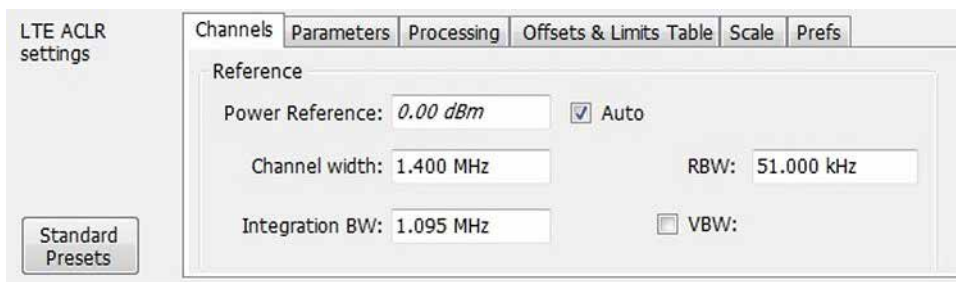 LTE ACLR
settings
Channels Parameters Processing Offsets & Limits Table Scale Prefs
Reference
Power Reference: 0.00 dBm Auto
Channel width: 1.400 MHz RBW: 51.000 kHz
Integration BW: 1.095 MHz VBW:
Standard
Presets